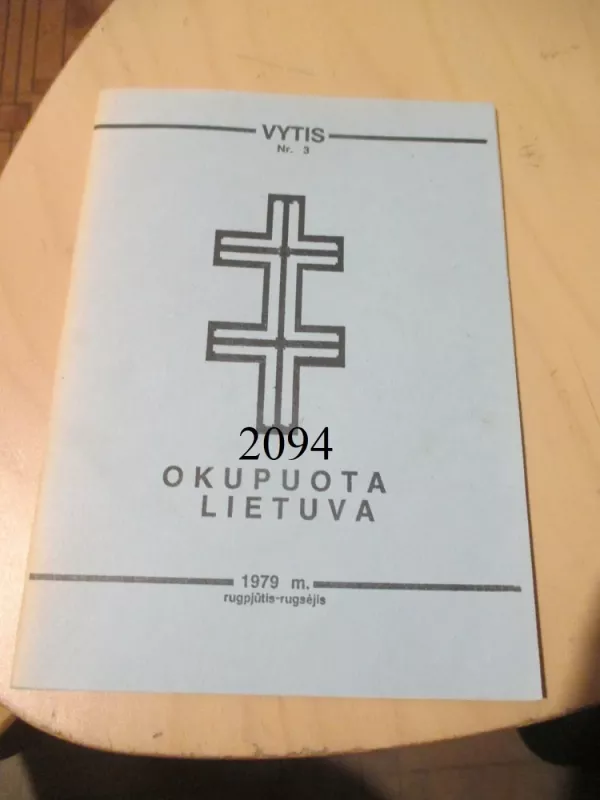 VYTIS
Nr. 3
2094
OKUPUOTA
LIETUVA
1979 m.
rugpjūtis-rugsėjis